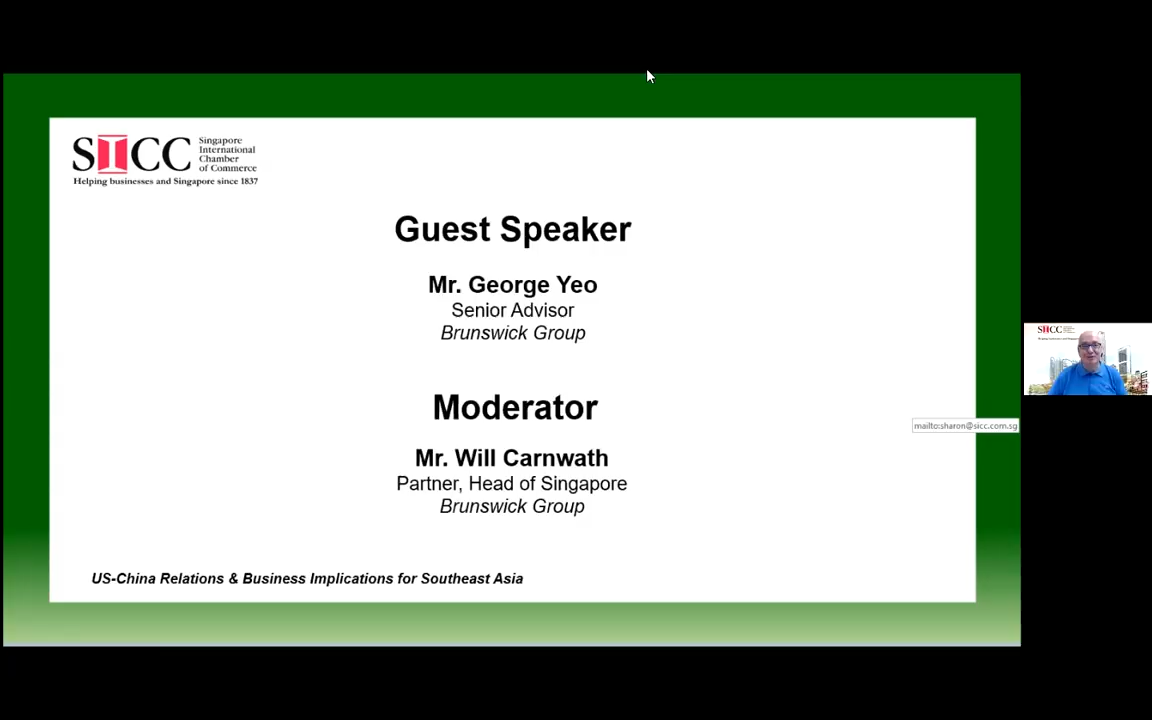 SICC
Singapore
International
Chamber
of Commerce
Helping businesses and Singapore since 1837
Guest Speaker
Mr. George Yeo
Senior Advisor
Brunswick Group
Moderator
Mr. Will Carnwath
Partner, Head of Singapore
Brunswick Group
US-China Relations & Business Implications for Southeast Asia
SICC
mailto:sharon@sicc.com.sg